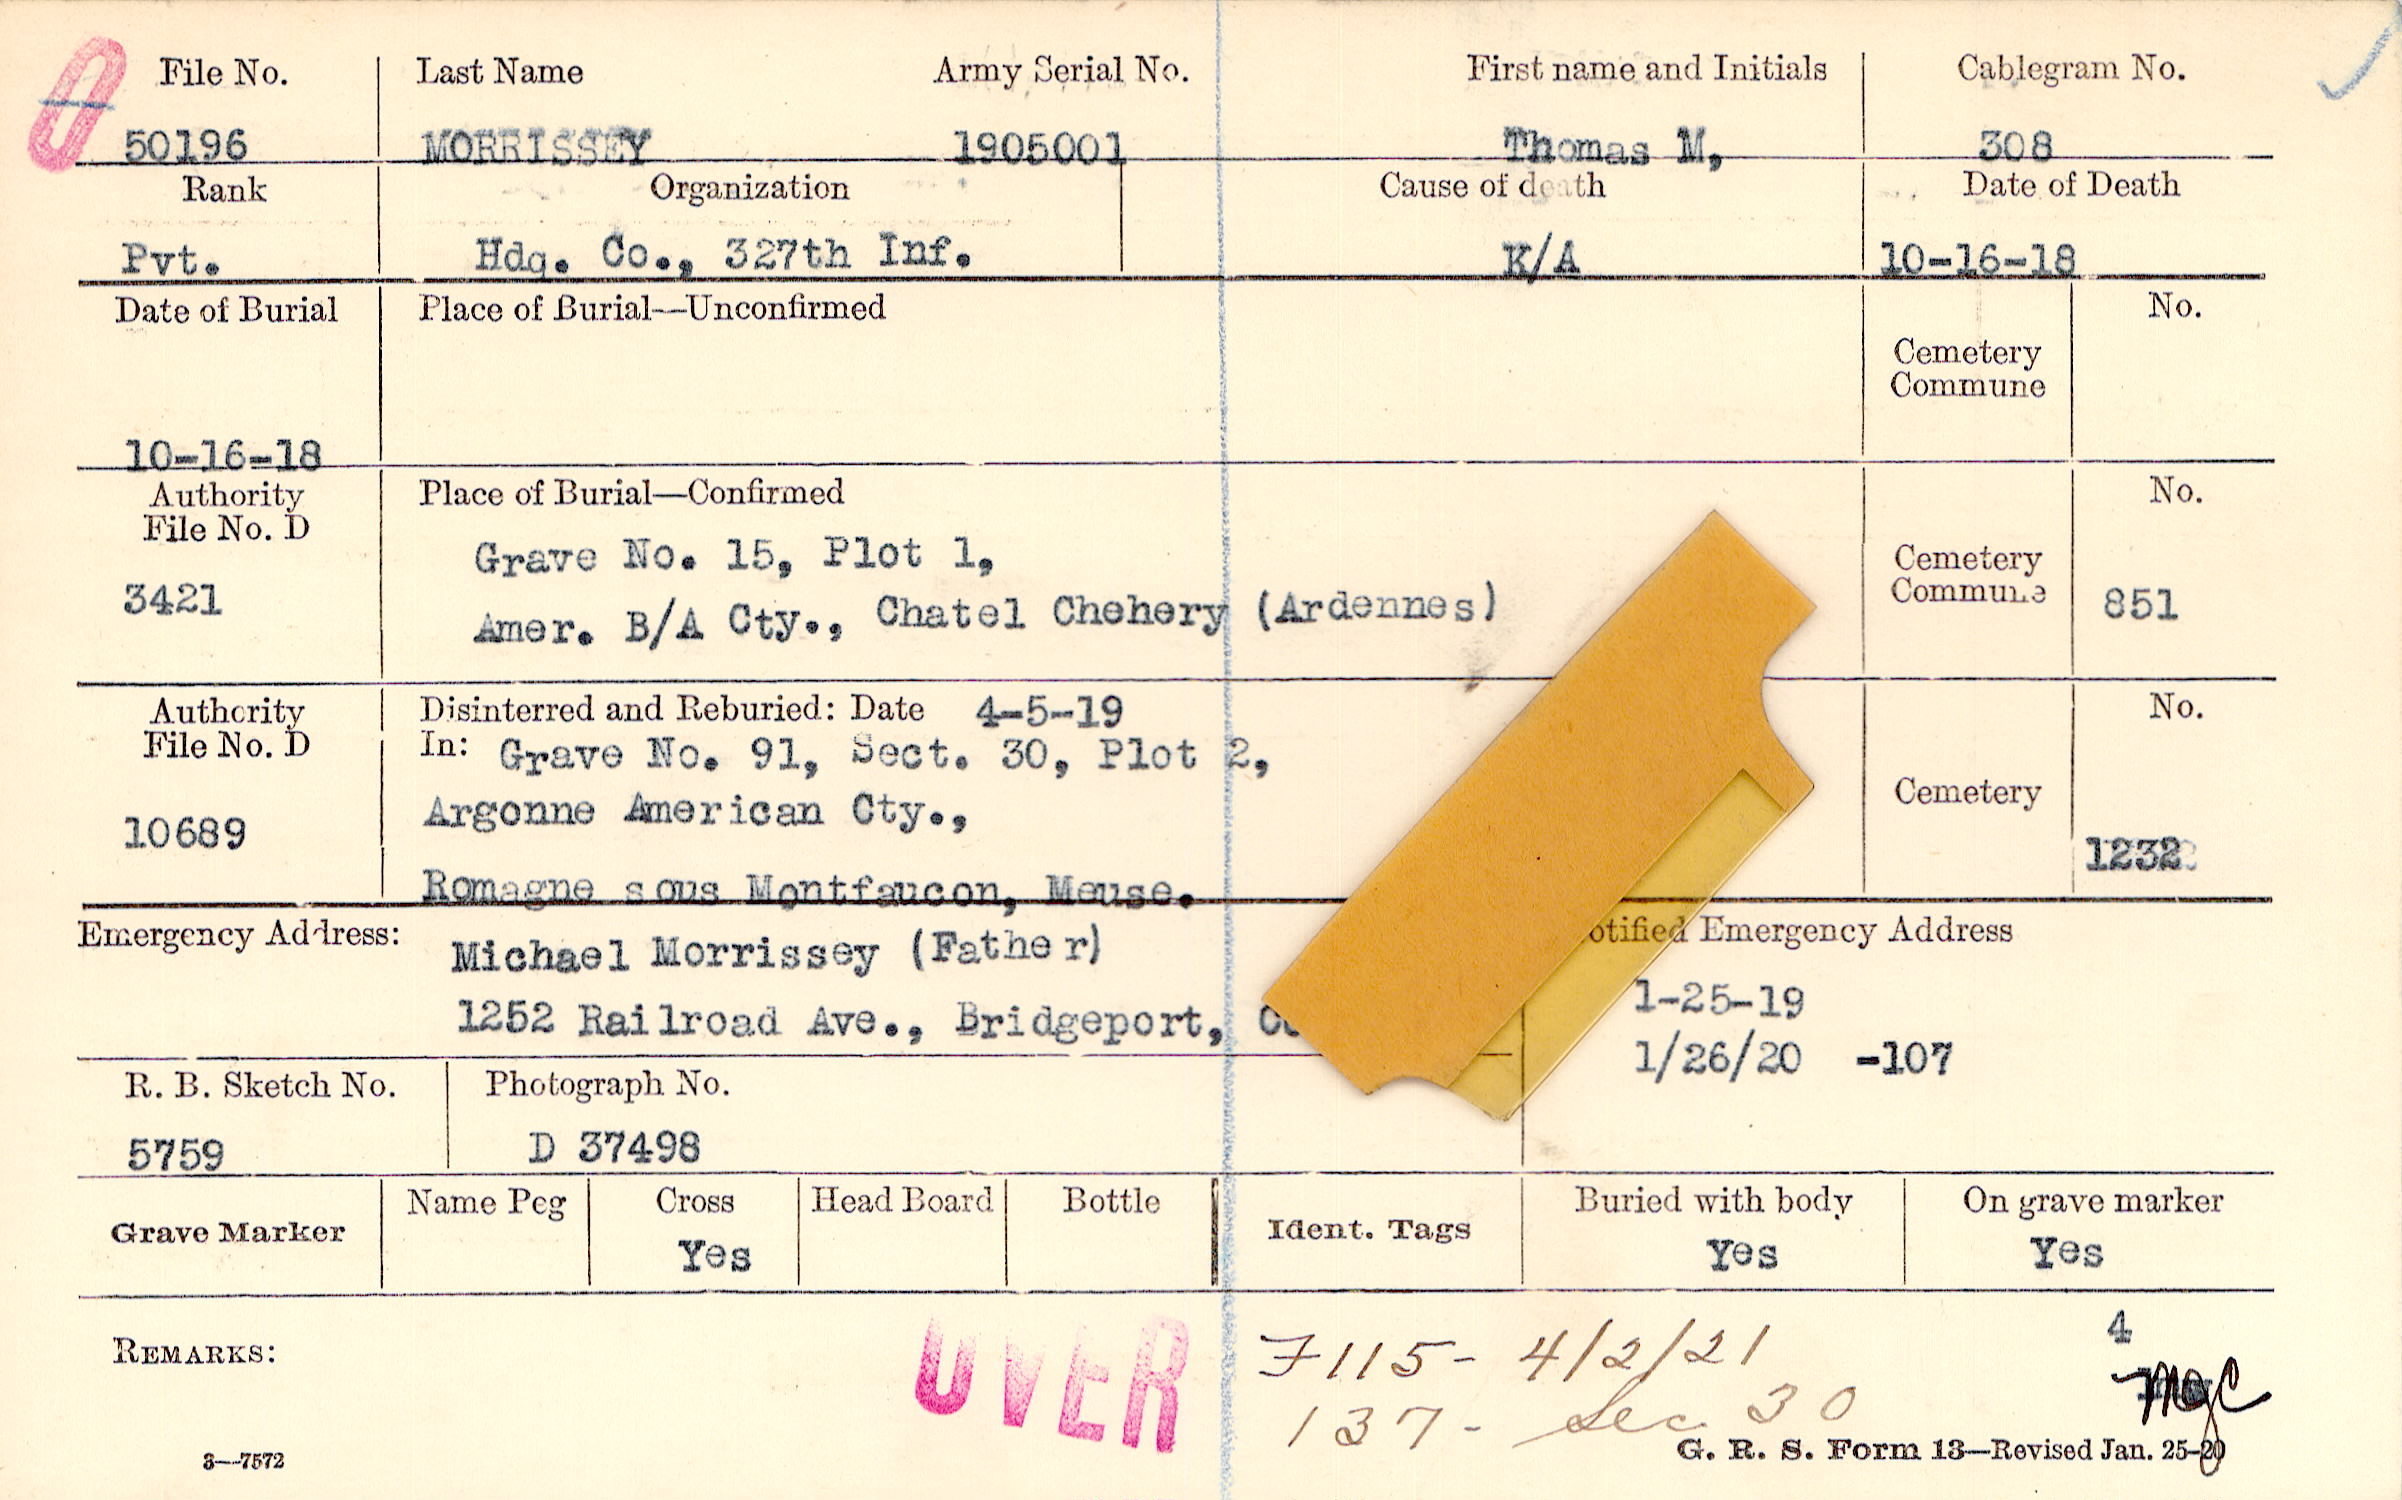 0
File No. Last Name Army Serial No. First name and Initials Cablegram No.
50196 MORRISSEY 1905001 Thomas M, 308
Rank Organization Cause of death Date of Death
Pvt. Hdq. Co., 327th Inf. K/A 10-16-18
Date of Burial Place of Burial—Unconfirmed No.
Cemetery
Commune
10-16-18
Authority Place of Burial—Confirmed No.
File No. D
Grave No. 15, Plot 1, Cemetery
3421 Amer. B/A Cty., Chatel Chehery (Ardennes) Commune 851
Authority Disinterred and Reburied: Date 4-5-19 No.
File No. D In: Grave No. 91, Sect. 30, Plot 2,
Cemetery
10689 Argonne American Cty.,
1232
Romagne sous Montfaucon, Meuse.
Emergency Address: Michael Morrissey (Father) otified Emergency Address
1252 Railroad Ave., Bridgeport, 1-25-19
1/26/20 -107
R. B. Sketch No. Photograph No.
5759 D 37498
Grave Marker Name Peg Cross Head Board Bottle Ident. Tags Buried with body On grave marker
Yes Yes Yes
REMARKS: OVER F115- 4/2/21 4
137- Sec 30 MGC
3—7572 G. R. S. Form 13—Revised Jan. 25-20